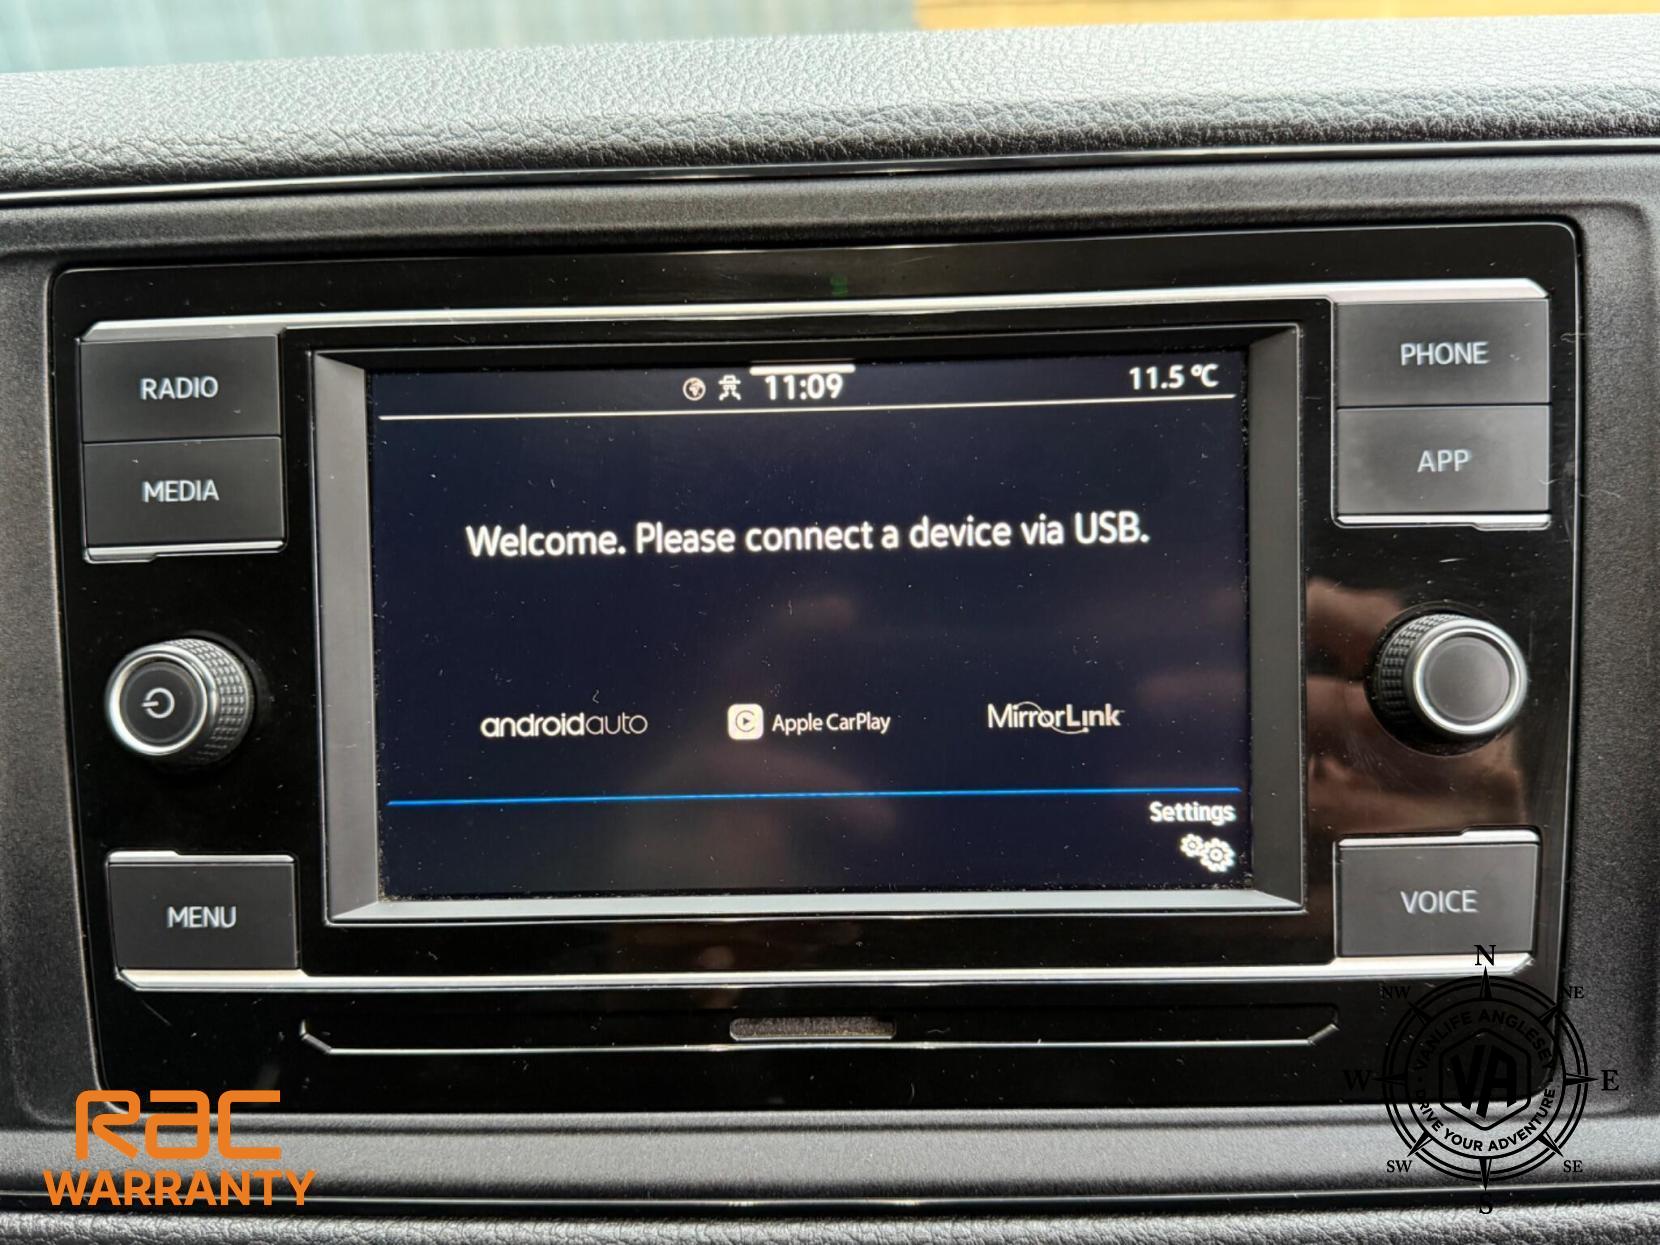 RADIO
MEDIA
MENU
11:09
11.5 °C
Welcome. Please connect a device via USB.
androidauto
Apple CarPlay
MirrorLink
Settings
PHONE
APP
VOICE
RAC
WARRANTY
N
NW
NE
W
E
SW
SE
S
VANLIFE ANGLESEY
VA
DRIVE YOUR ADVENTURE